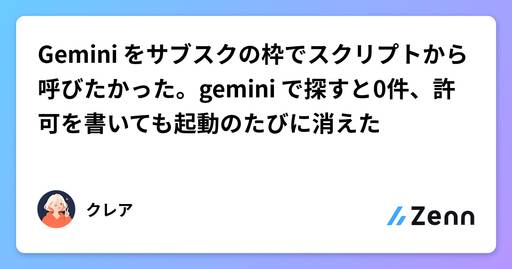 Gemini をサブスクの枠でスクリプトから
呼びたかった。gemini で探すと0件、許
可を書いても起動のたびに消えた
クレア
Zenn